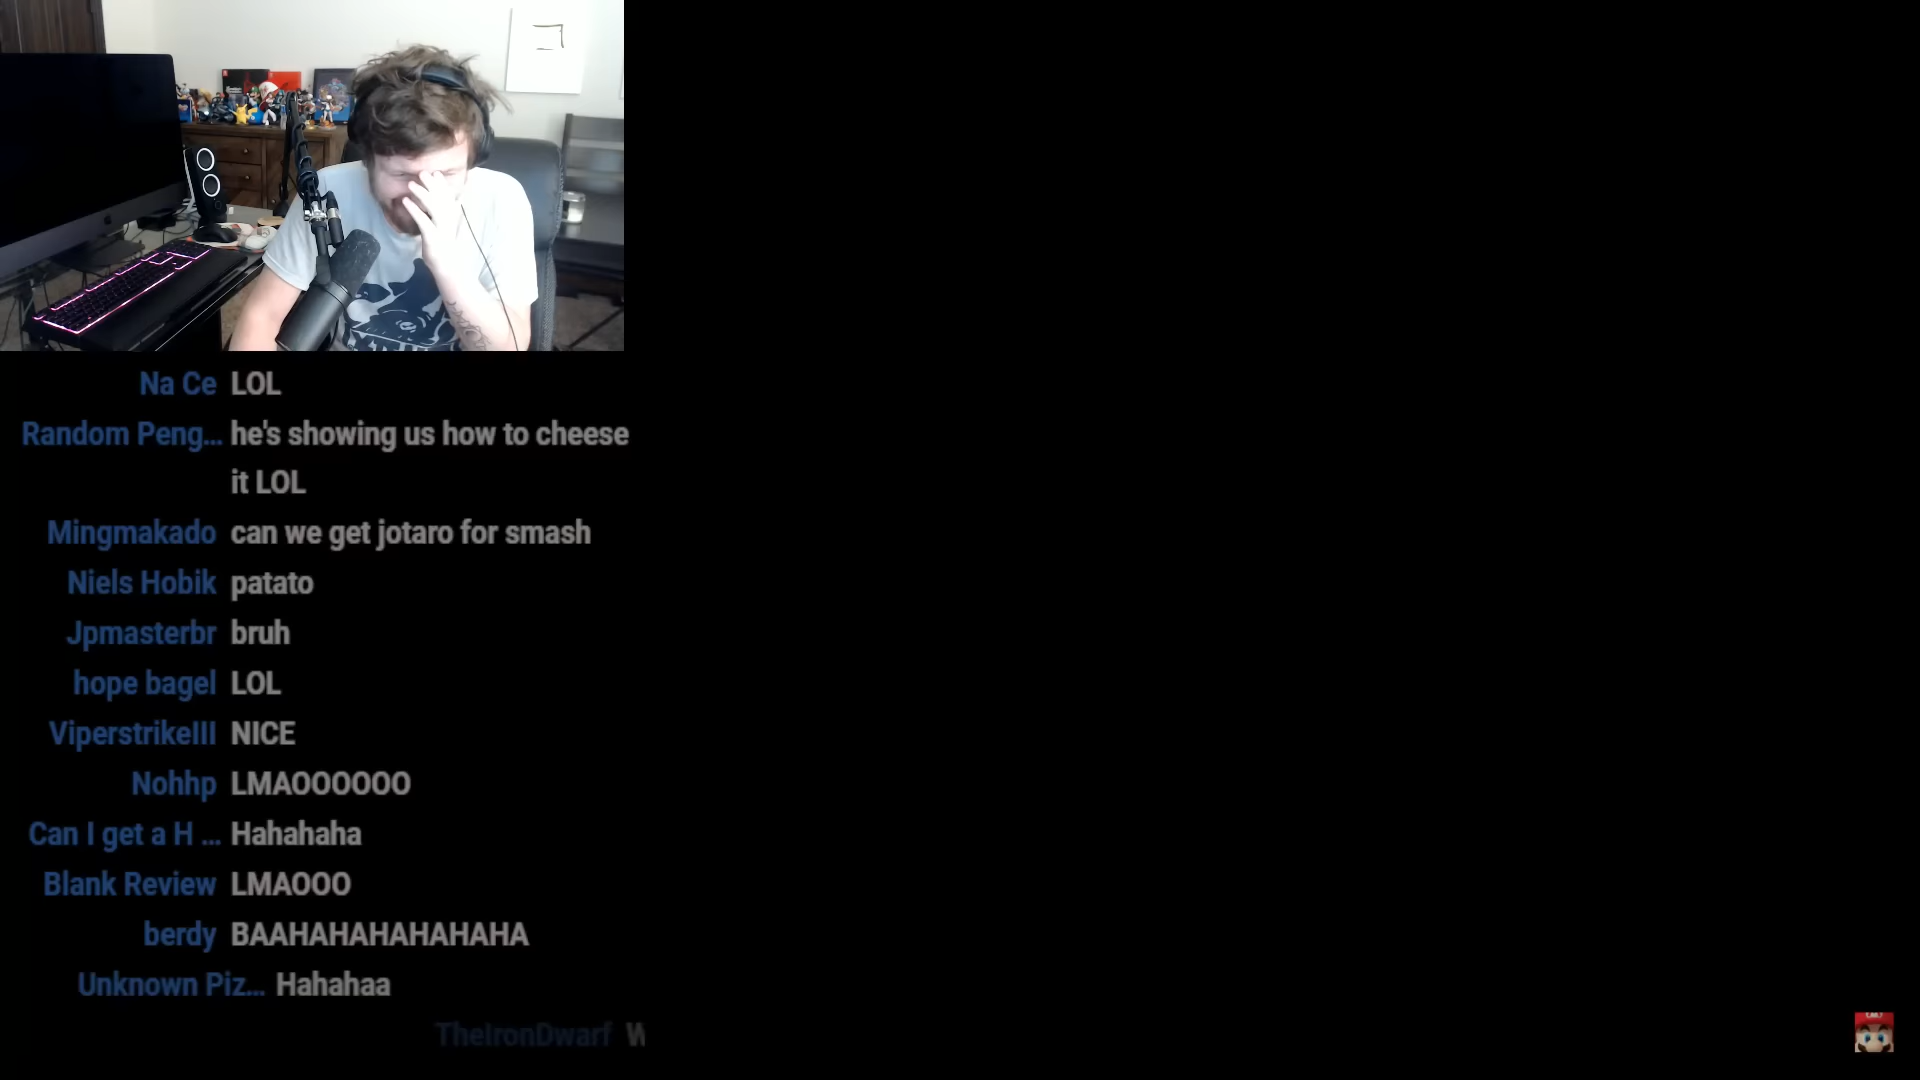 Na Ce LOL
Random Peng... he's showing us how to cheese
it LOL
Mingmakado can we get jotaro for smash
Niels Hobik patato
Jpmasterbr bruh
hope bagel LOL
ViperstrikeIII NICE
Nohhp LMAOOOOOO
Can I get a H ... Hahahaha
Blank Review LMAOOO
berdy BAAHAHAHAHAHAHA
Unknown Piz... Hahahaa
TheIronDwarf W